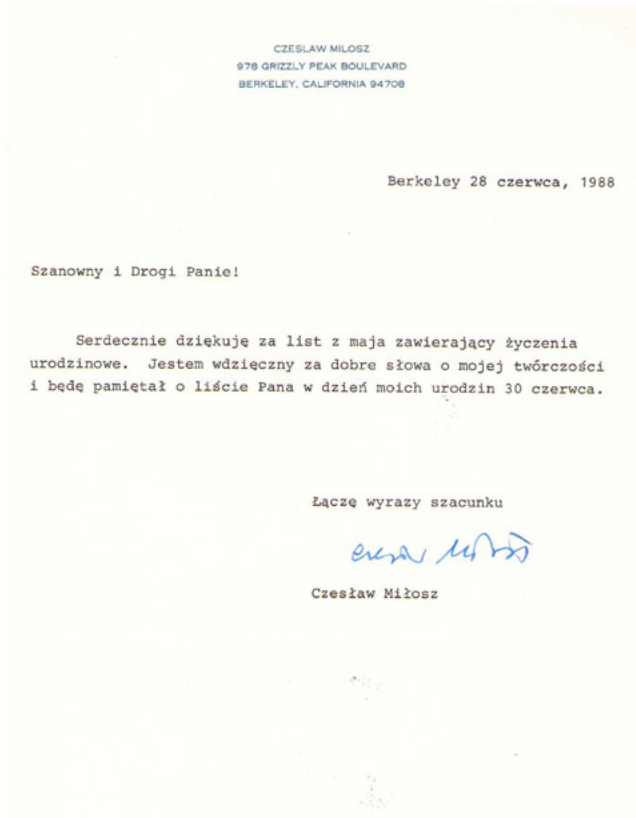 CZESLAW MILOSZ
978 GRIZZLY PEAK BOULEVARD
BERKELEY, CALIFORNIA 94708
Berkeley 28 czerwca, 1988
Szanowny i Drogi Panie!
Serdecznie dziękuję za list z maja zawierający życzenia
urodzinowe. Jestem wdzięczny za dobre słowa o mojej twórczości
i będę pamiętał o liście Pana w dzień moich urodzin 30 czerwca.
Łączę wyrazy szacunku
Czesław Miłosz
Czesław Miłosz